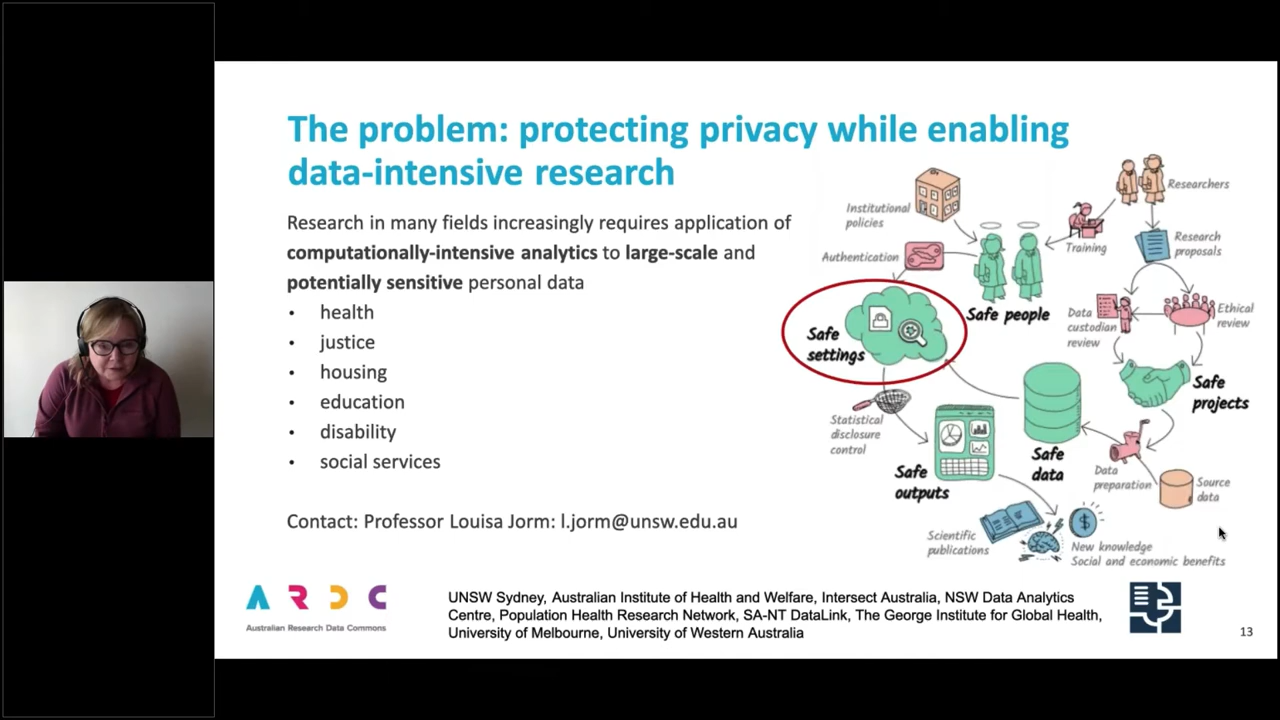 The problem: protecting privacy while enabling
data-intensive research
Research in many fields increasingly requires application of
computationally-intensive analytics to large-scale and
potentially sensitive personal data
• health
• justice
• housing
• education
• disability
• social services
Contact: Professor Louisa Jorm: l.jorm@unsw.edu.au
Researchers
Institutional
policies
Training
Research
proposals
Authentication
Safe people
Data
custodian
review
Ethical
review
Safe
settings
Safe
projects
Statistical
disclosure
control
Safe
data
Safe
outputs
Data
preparation
Source
data
Scientific
publications
New knowledge
Social and economic benefits
ARDC
Australian Research Data Commons
UNSW Sydney, Australian Institute of Health and Welfare, Intersect Australia, NSW Data Analytics
Centre, Population Health Research Network, SA-NT DataLink, The George Institute for Global Health,
University of Melbourne, University of Western Australia
13